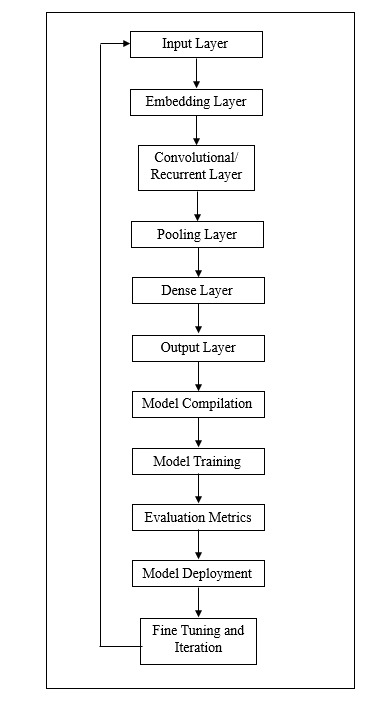 Input Layer
Embedding Layer
Convolutional/
Recurrent Layer
Pooling Layer
Dense Layer
Output Layer
Model Compilation
Model Training
Evaluation Metrics
Model Deployment
Fine Tuning and
Iteration